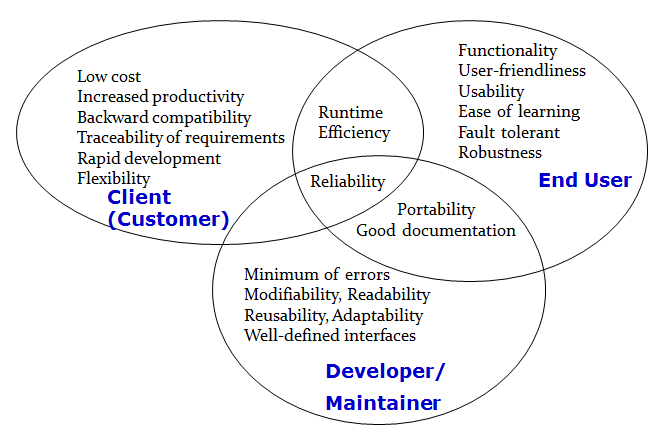 Low cost
Increased productivity
Backward compatibility
Traceability of requirements
Rapid development
Flexibility
Client
(Customer)
Runtime
Efficiency
Functionality
User-friendliness
Usability
Ease of learning
Fault tolerant
Robustness
End User
Reliability
Portability
Good documentation
Minimum of errors
Modifiability, Readability
Reusability, Adaptability
Well-defined interfaces
Developer/
Maintainer